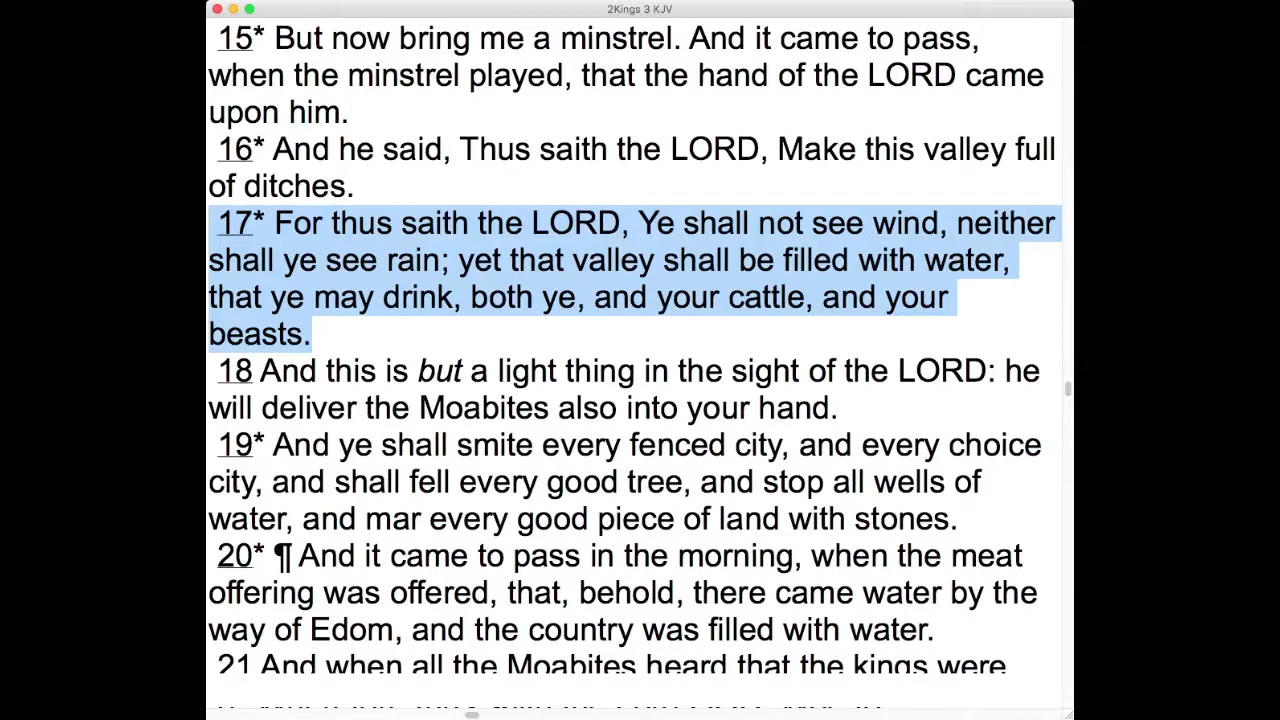 2Kings 3 KJV
15* But now bring me a minstrel. And it came to pass,
when the minstrel played, that the hand of the LORD came
upon him.
16* And he said, Thus saith the LORD, Make this valley full
of ditches.
17* For thus saith the LORD, Ye shall not see wind, neither
shall ye see rain; yet that valley shall be filled with water,
that ye may drink, both ye, and your cattle, and your
beasts.
18 And this is but a light thing in the sight of the LORD: he
will deliver the Moabites also into your hand.
19* And ye shall smite every fenced city, and every choice
city, and shall fell every good tree, and stop all wells of
water, and mar every good piece of land with stones.
20* ¶ And it came to pass in the morning, when the meat
offering was offered, that, behold, there came water by the
way of Edom, and the country was filled with water.
21 And when all the Moabites heard that the kings were